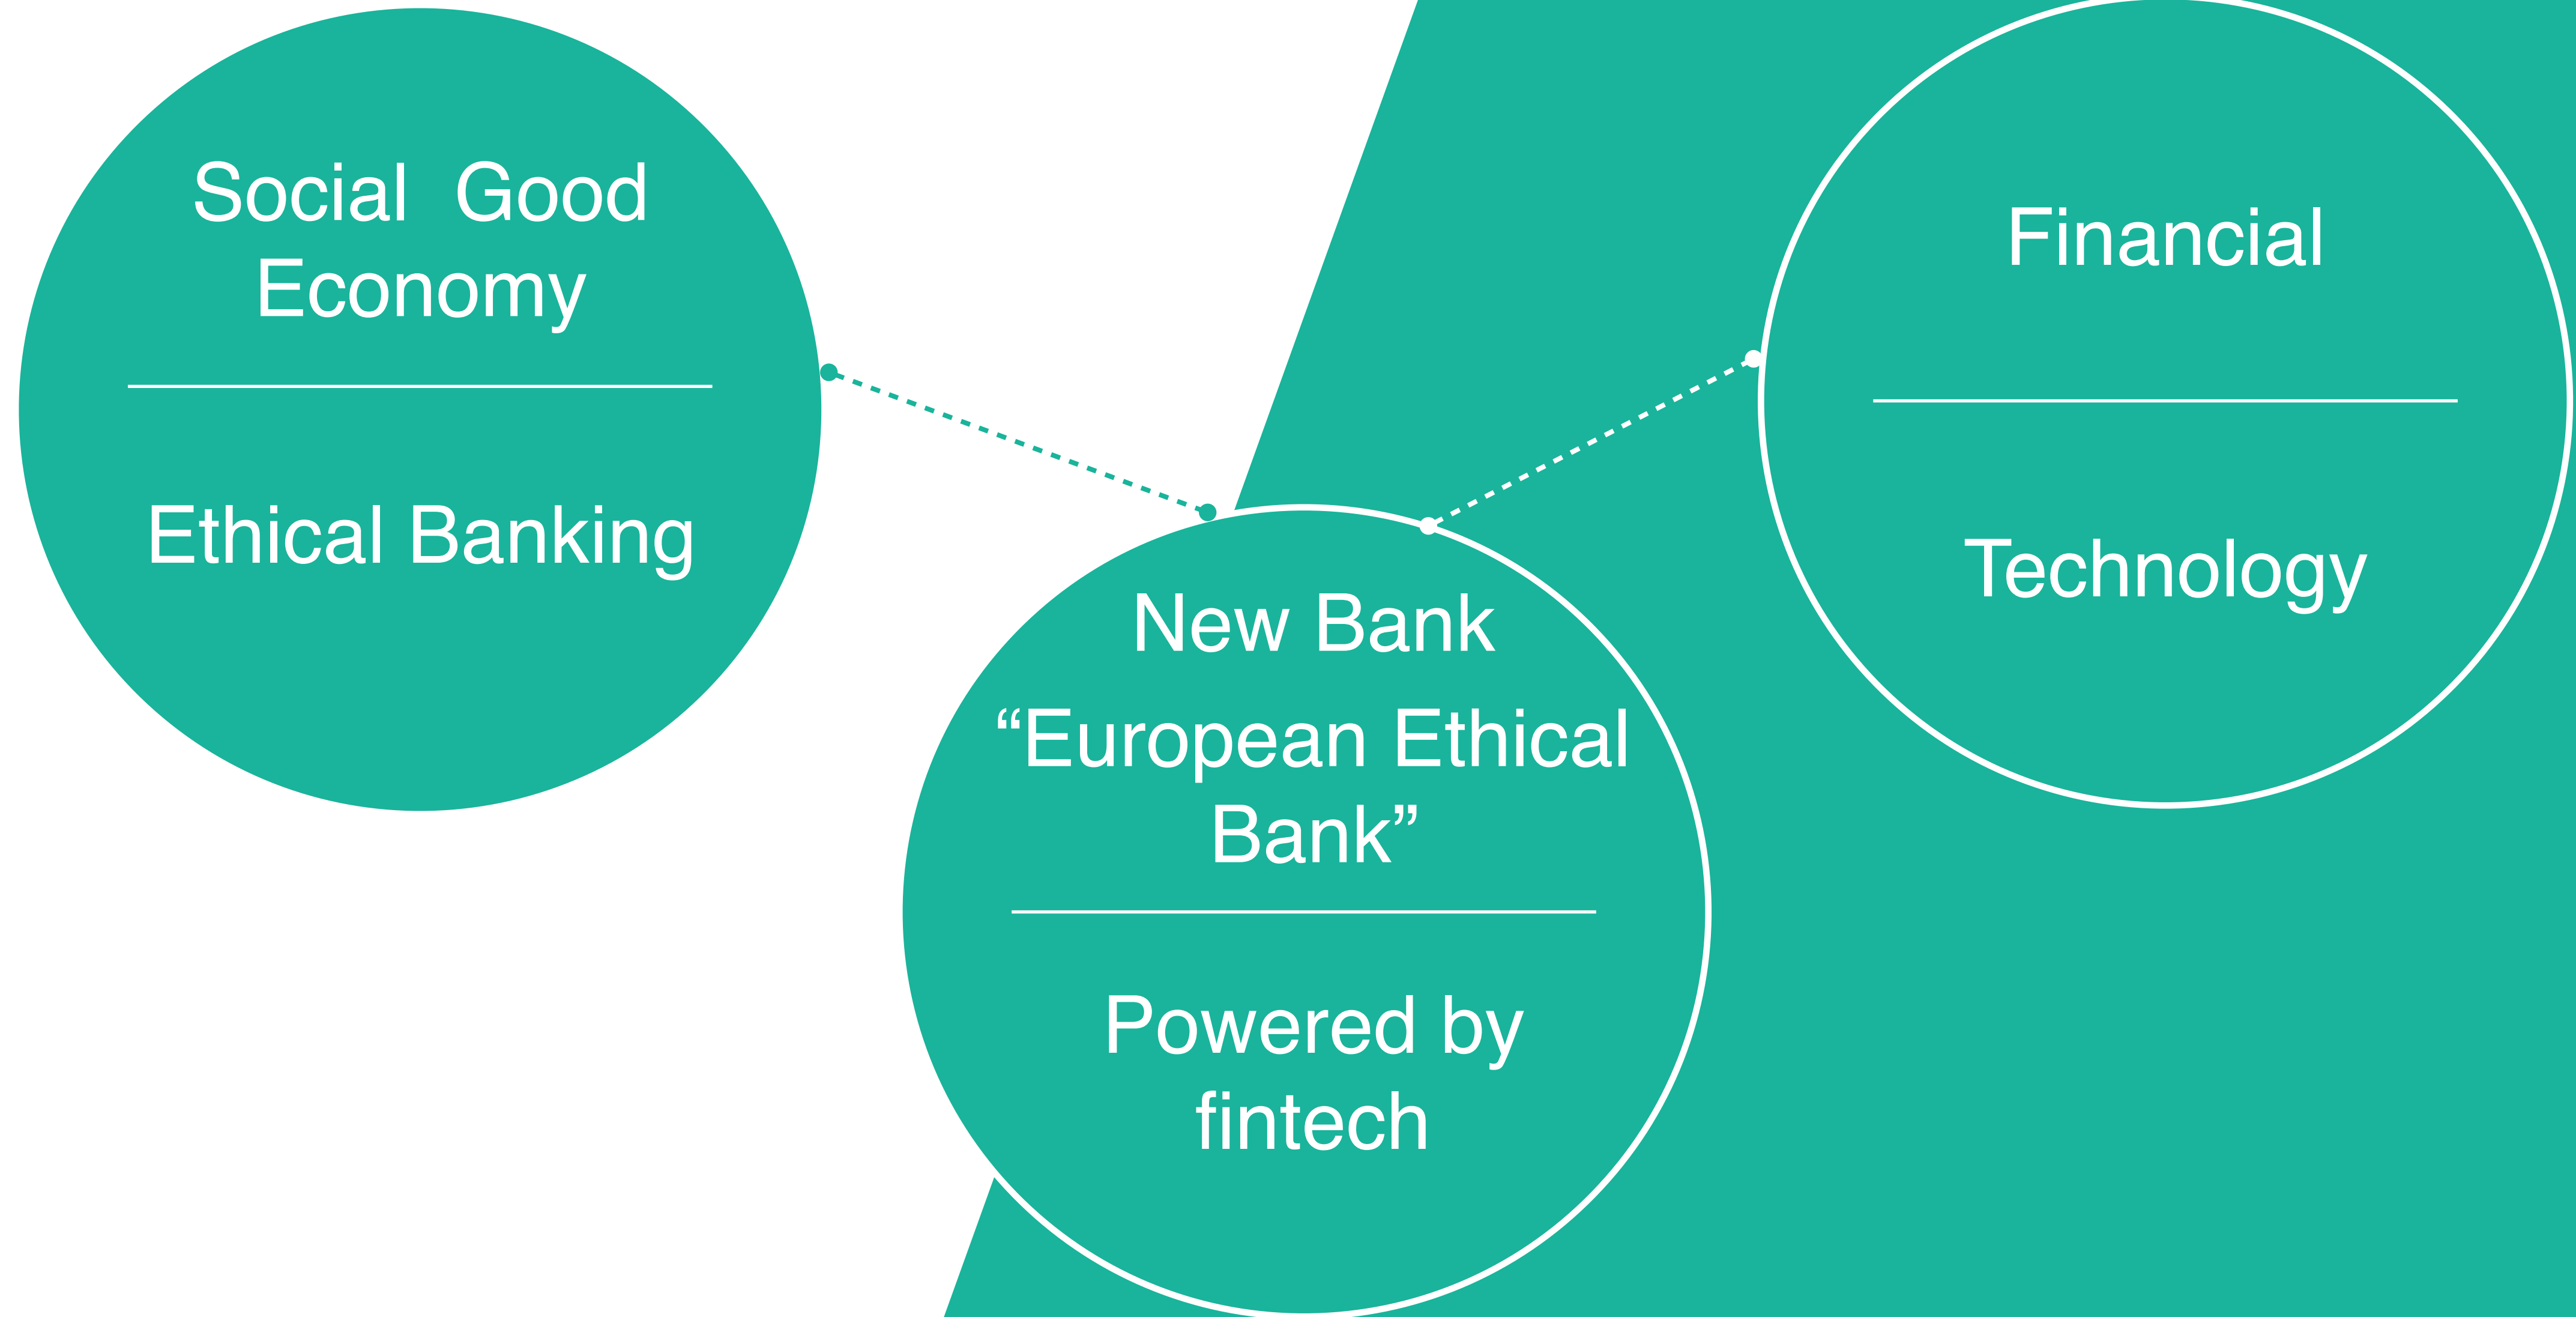 Social  Good
Economy
Ethical Banking
New Bank
“European Ethical
Bank”
Powered by
fintech
Financial
Technology